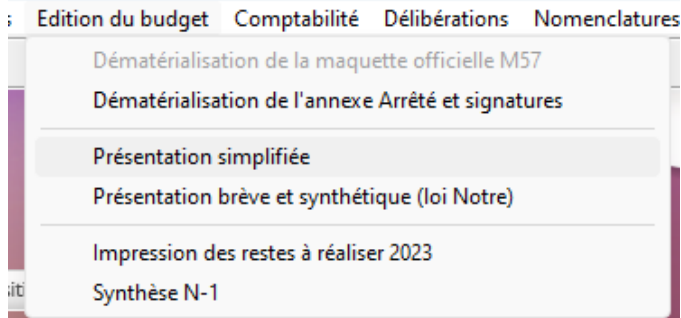 s Edition du budget Comptabilité Délibérations Nomenclatures
Dématérialisation de la maquette officielle M57
Dématérialisation de l'annexe Arrêté et signatures
Présentation simplifiée
Présentation brève et synthétique (loi Notre)
Impression des restes à réaliser 2023
siti
Synthèse N-1